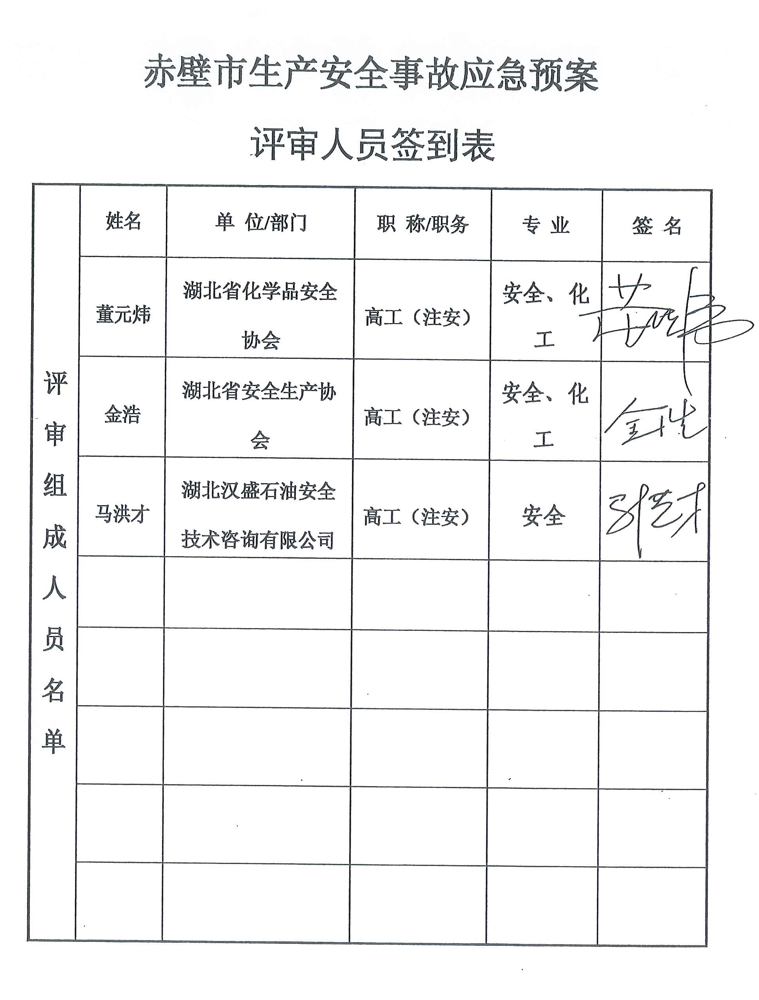 赤壁市生产安全事故应急预案
评审人员签到表
评审组成人员名单
姓名
单 位/部门
职 称/职务
专 业
签 名
董元炜
湖北省化学品安全
协会
高工（注安）
安全、化
工
董元炜
金浩
湖北省安全生产协
会
高工（注安）
安全、化
工
金浩
马洪才
湖北汉盛石油安全
技术咨询有限公司
高工（注安）
安全
马洪才